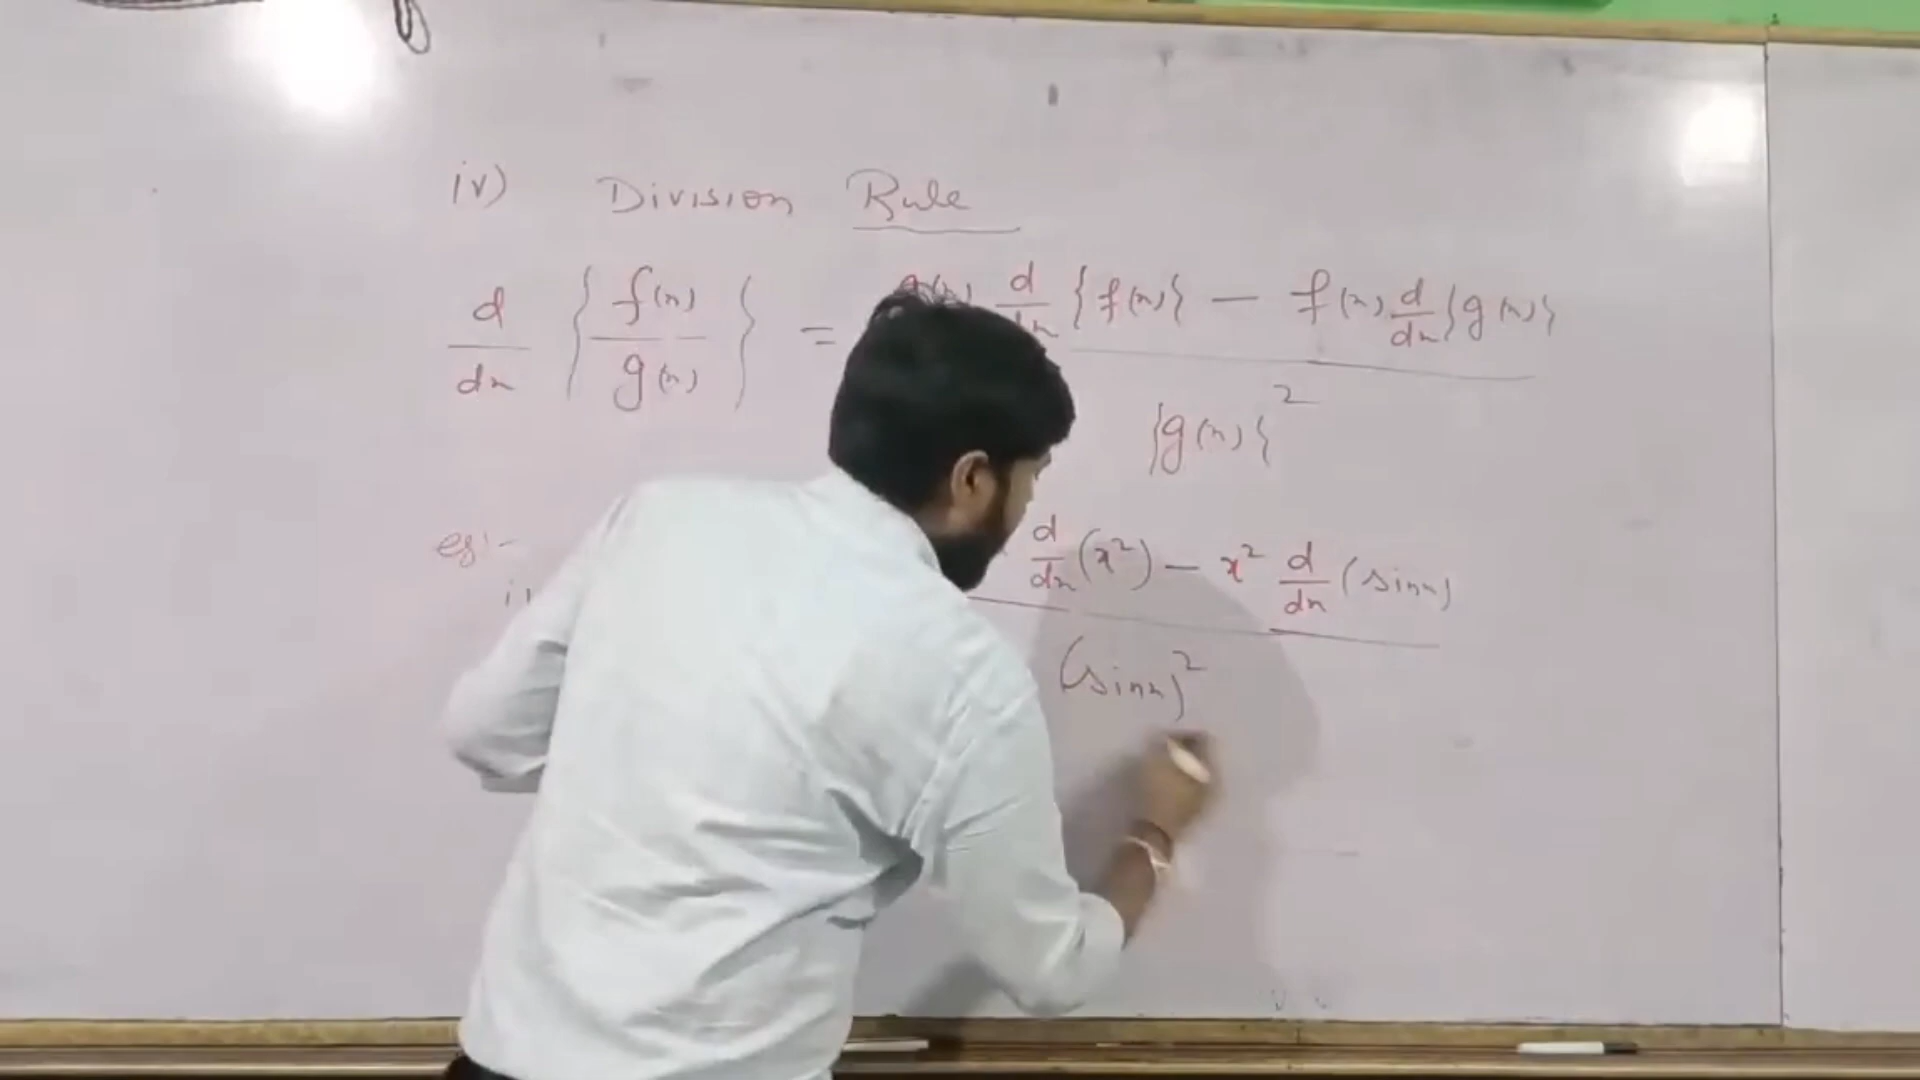 iv) Division Rule
d/dx {f(x)/g(x)} = g(x) d/dx {f(x)} - f(x) d/dx {g(x)}
{g(x)}²
eg:-
d/dx (x²) - x² d/dx (sinx)
(sinx)²